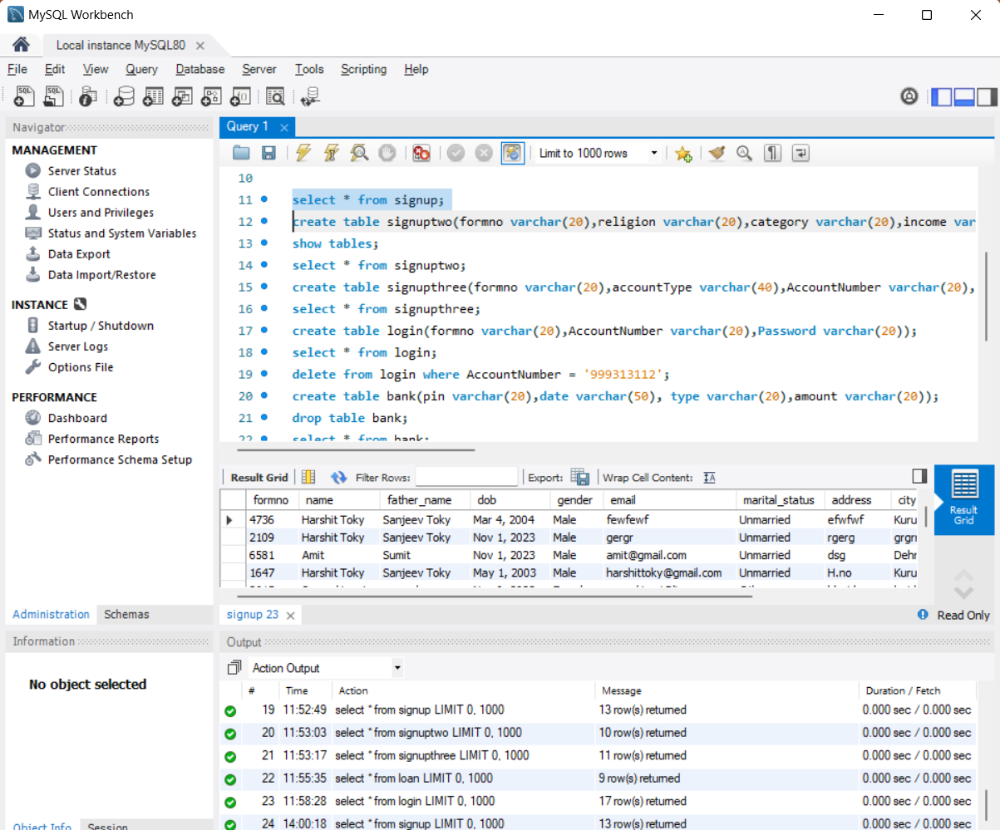 MySQL Workbench
Local instance MySQL80
File Edit View Query Database Server Tools Scripting Help
Navigator
MANAGEMENT
Server Status
Client Connections
Users and Privileges
Status and System Variables
Data Export
Data Import/Restore
INSTANCE
Startup / Shutdown
Server Logs
Options File
PERFORMANCE
Dashboard
Performance Reports
Performance Schema Setup
Administration Schemas
Information
No object selected
Object Info Session
Query 1
Limit to 1000 rows
10
11 select * from signup;
12 create table signuptwo(formno varchar(20),religion varchar(20),category varchar(20),income var
13 show tables;
14 select * from signuptwo;
15 create table signupthree(formno varchar(20),accountType varchar(40),AccountNumber varchar(20),
16 select * from signupthree;
17 create table login(formno varchar(20),AccountNumber varchar(20),Password varchar(20));
18 select * from login;
19 delete from login where AccountNumber = '999313112';
20 create table bank(pin varchar(20),date varchar(50), type varchar(20),amount varchar(20));
21 drop table bank;
22 select * from bank;
Result Grid Filter Rows: Export: Wrap Cell Content:
formno name father_name dob gender email marital_status address city
4736 Harshit Toky Sanjeev Toky Mar 4, 2004 Male fewfewf Unmarried efwfwf Kuru
2109 Harshit Toky Sanjeev Toky Nov 1, 2023 Male gergr Unmarried rgerg grgr
6581 Amit Sumit Nov 1, 2023 Male amit@gmail.com Unmarried dsg Dehr
1647 Harshit Toky Sanjeev Toky May 1, 2003 Male harshittoky@gmail.com Unmarried H.no Kuru
Result
Grid
signup 23
Read Only
Output
Action Output
# Time Action Message Duration / Fetch
19 11:52:49 select * from signup LIMIT 0, 1000 13 row(s) returned 0.000 sec / 0.000 sec
20 11:53:03 select * from signuptwo LIMIT 0, 1000 10 row(s) returned 0.000 sec / 0.000 sec
21 11:53:17 select * from signupthree LIMIT 0, 1000 11 row(s) returned 0.000 sec / 0.000 sec
22 11:55:35 select * from loan LIMIT 0, 1000 9 row(s) returned 0.000 sec / 0.000 sec
23 11:58:28 select * from login LIMIT 0, 1000 17 row(s) returned 0.000 sec / 0.000 sec
24 14:00:18 select * from signup LIMIT 0, 1000 13 row(s) returned 0.000 sec / 0.000 sec